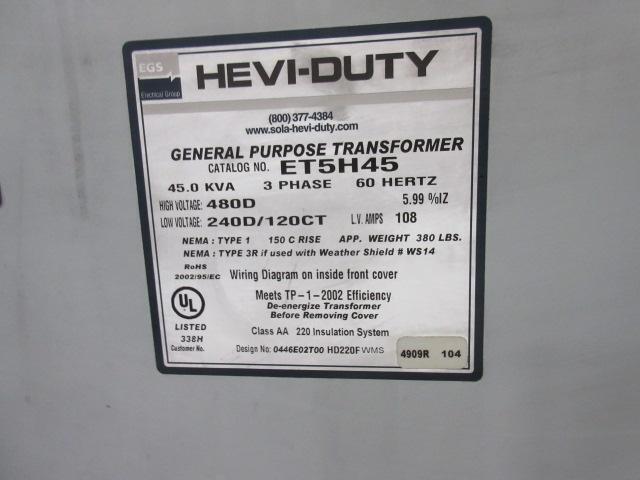 EGS
Electrical Group
HEVI-DUTY
(800) 377-4384
www.sola-hevi-duty.com
GENERAL PURPOSE TRANSFORMER
CATALOG NO. ET5H45
45.0 KVA 3 PHASE 60 HERTZ
HIGH VOLTAGE: 480D 5.99 %IZ
LOW VOLTAGE: 240D/120CT L.V. AMPS 108
NEMA : TYPE 1 150 C RISE APP. WEIGHT 380 LBS.
NEMA : TYPE 3R if used with Weather Shield # WS14
RoHS
2002/95/EC
Wiring Diagram on inside front cover
Meets TP-1-2002 Efficiency
De-energize Transformer
Before Removing Cover
UL
LISTED
338H
Class AA 220 Insulation System
Customer No. Design No: 0446E02T00 HD220F WMS
4909R 104